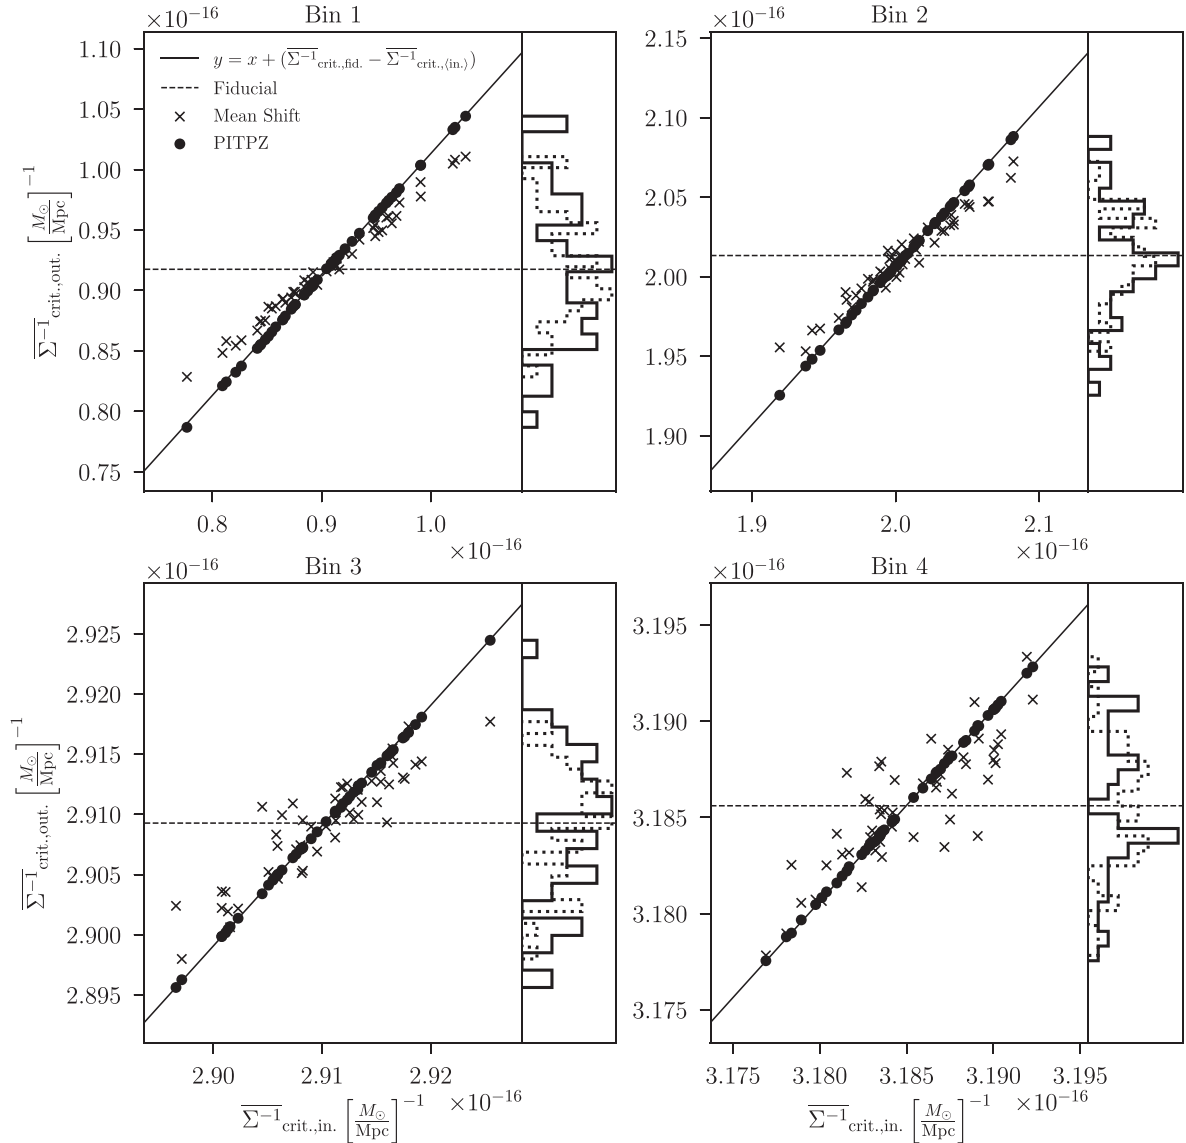 ×10⁻¹⁶ Bin 1
1.10
1.05
1.00
0.95
0.90
0.85
0.80
0.75
y = x + (Σ⁻¹crit.,fid. − Σ⁻¹crit.,⟨in.⟩)
Fiducial
Mean Shift
PITPZ
Σ⁻¹crit.,out. [M⊙/Mpc]⁻¹
0.8 0.9 1.0
×10⁻¹⁶
×10⁻¹⁶ Bin 2
2.15
2.10
2.05
2.00
1.95
1.90
1.9 2.0 2.1
×10⁻¹⁶
×10⁻¹⁶ Bin 3
2.925
2.920
2.915
2.910
2.905
2.900
2.895
Σ⁻¹crit.,out. [M⊙/Mpc]⁻¹
2.90 2.91 2.92
Σ⁻¹crit.,in. [M⊙/Mpc]⁻¹ ×10⁻¹⁶
×10⁻¹⁶ Bin 4
3.195
3.190
3.185
3.180
3.175
3.175 3.180 3.185 3.190 3.195
Σ⁻¹crit.,in. [M⊙/Mpc]⁻¹ ×10⁻¹⁶